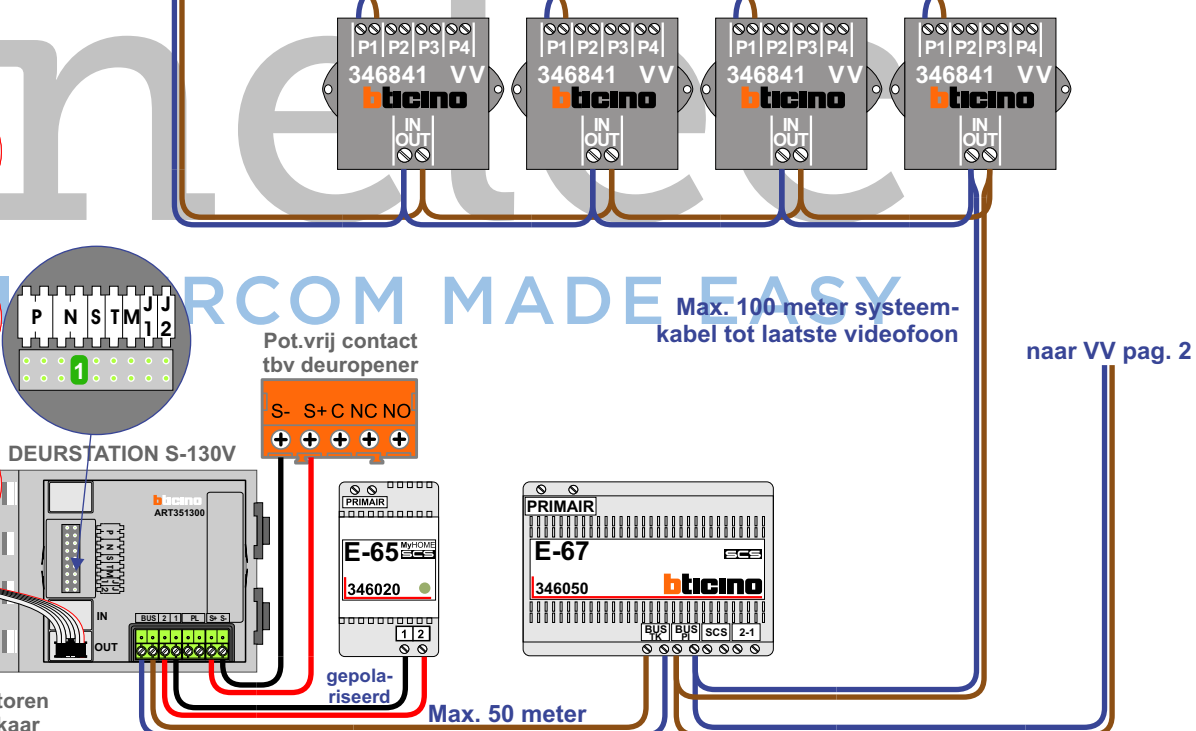 P1 P2 P3 P4
346841 VV
bticino
IN
OUT
P1 P2 P3 P4
346841 VV
bticino
IN
OUT
P1 P2 P3 P4
346841 VV
bticino
IN
OUT
P1 P2 P3 P4
346841 VV
bticino
IN
OUT
netec
RCOM MADE EASY
Max. 100 meter systeem-
kabel tot laatste videofoon
naar VV pag. 2
P N S T M J1 J2
1
Pot.vrij contact
tbv deuropener
S- S+ C NC NO
DEURSTATION S-130V
bticino
ART351300
P N S T M J1 J2
IN
OUT
BUS 2 1 PL S+ S-
PRIMAIR
E-65 MyHOME
SCS
346020
1 2
gepola-
riseerd
Max. 50 meter
PRIMAIR
E-67 SCS
346050 bticino
BUS TK BUS PI SCS 2-1
toren
kaar